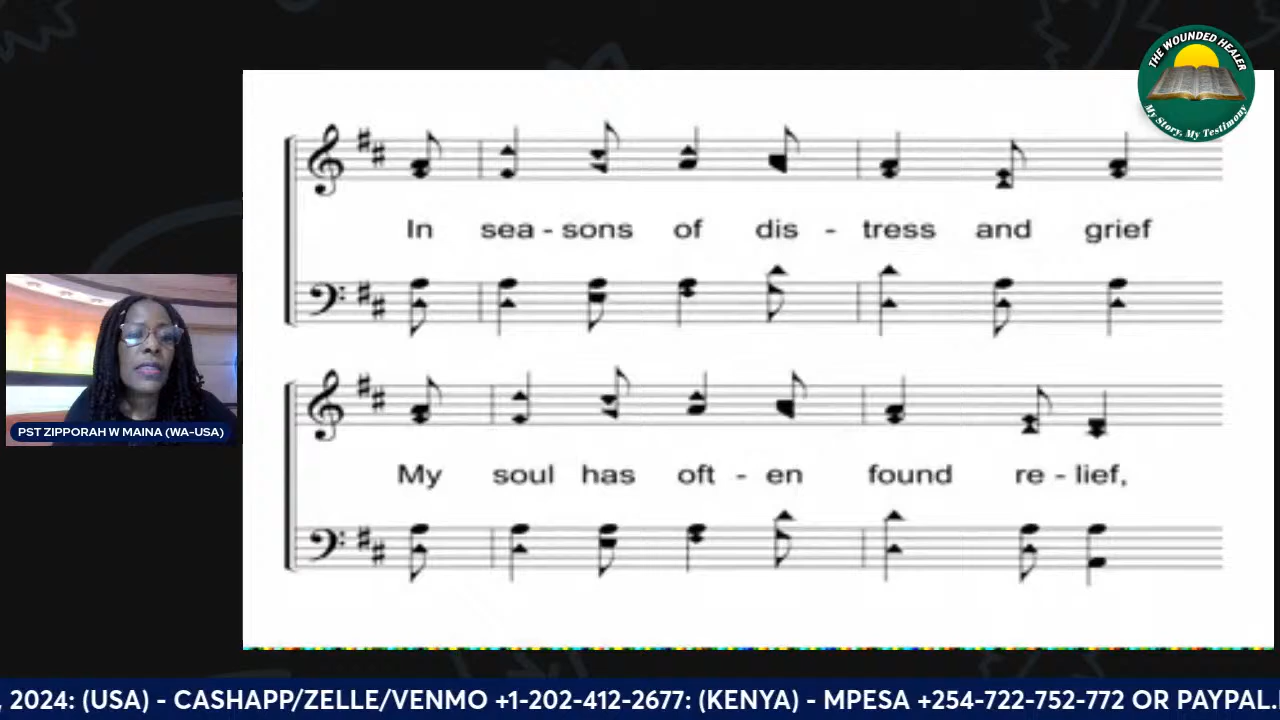 THE WOUNDED HEALER
My Story, My Testimony
In sea - sons of dis - tress and grief
PST ZIPPORAH W MAINA (WA-USA)
My soul has oft - en found re - lief,
, 2024: (USA) - CASHAPP/ZELLE/VENMO +1-202-412-2677: (KENYA) - MPESA +254-722-752-772 OR PAYPAL.